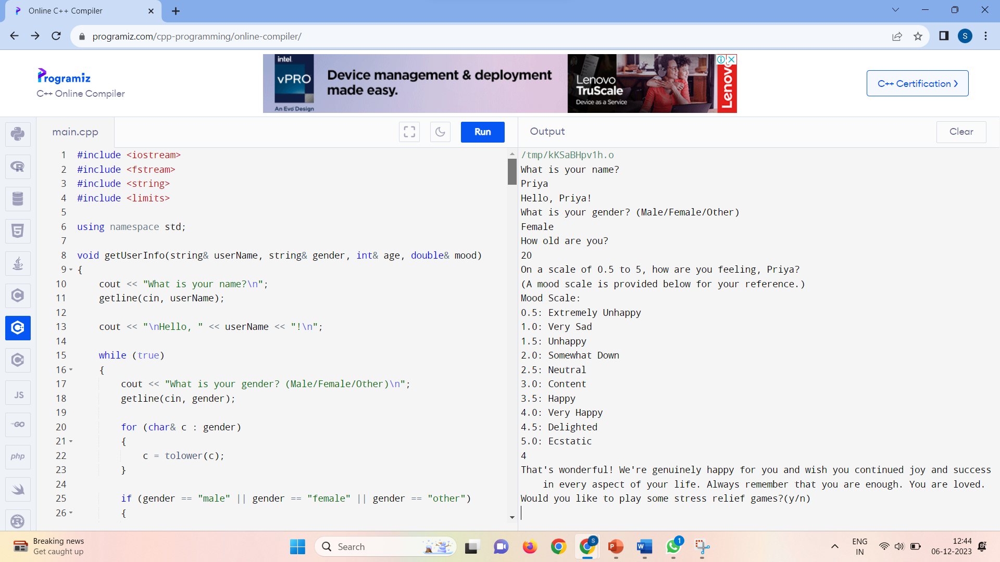 Online C++ Compiler
programiz.com/cpp-programming/online-compiler/
S
Programiz
C++ Online Compiler
intel.
vPRO
An Evo Design
Device management & deployment
made easy.
Lenovo
TruScale
Device as a Service
Lenovo
C++ Certification
main.cpp
Run
Output
Clear
1 #include <iostream>
2 #include <fstream>
3 #include <string>
4 #include <limits>
5
6 using namespace std;
7
8 void getUserInfo(string& userName, string& gender, int& age, double& mood)
9 {
10 cout << "What is your name?\n";
11 getline(cin, userName);
12
13 cout << "\nHello, " << userName << "!\n";
14
15 while (true)
16 {
17 cout << "What is your gender? (Male/Female/Other)\n";
18 getline(cin, gender);
19
20 for (char& c : gender)
21 {
22 c = tolower(c);
23 }
24
25 if (gender == "male" || gender == "female" || gender == "other")
26 {
/tmp/kKSaBHpv1h.o
What is your name?
Priya
Hello, Priya!
What is your gender? (Male/Female/Other)
Female
How old are you?
20
On a scale of 0.5 to 5, how are you feeling, Priya?
(A mood scale is provided below for your reference.)
Mood Scale:
0.5: Extremely Unhappy
1.0: Very Sad
1.5: Unhappy
2.0: Somewhat Down
2.5: Neutral
3.0: Content
3.5: Happy
4.0: Very Happy
4.5: Delighted
5.0: Ecstatic
4
That's wonderful! We're genuinely happy for you and wish you continued joy and success
in every aspect of your life. Always remember that you are enough. You are loved.
Would you like to play some stress relief games?(y/n)
JS
GO
php
Breaking news
Get caught up
Search
S
P
W
1
ENG
IN
12:44
06-12-2023